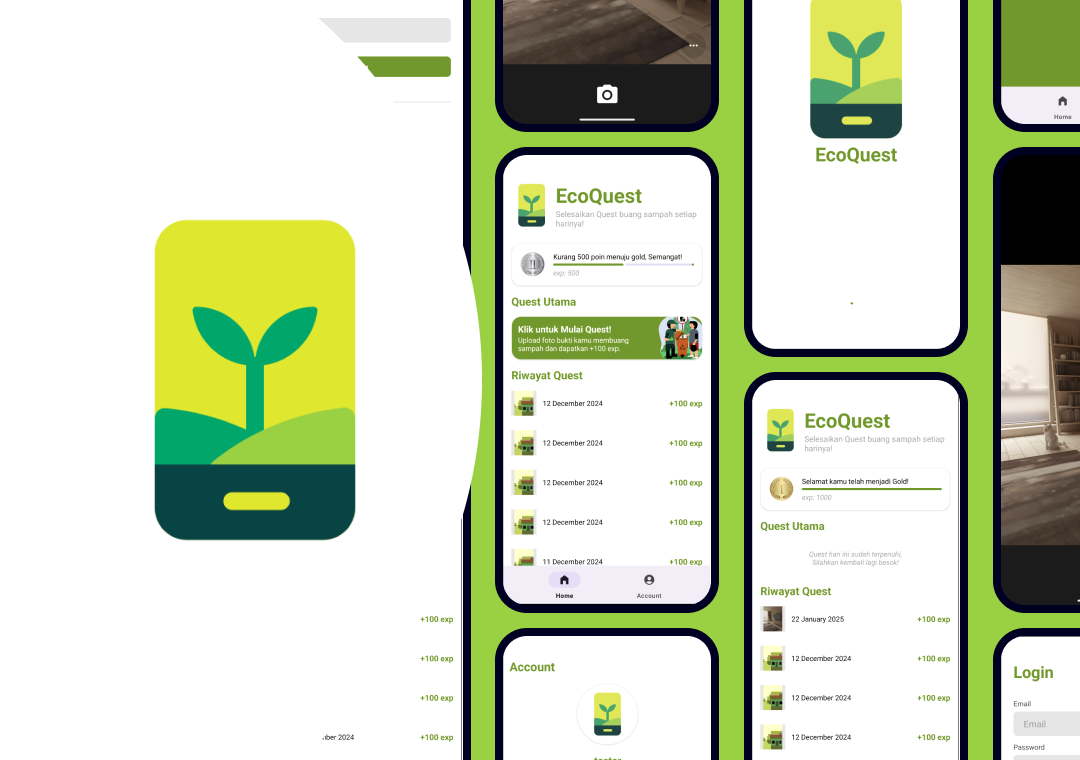 +100 exp
+100 exp
+100 exp
2024
+100 exp
EcoQuest
Selesaikan Quest buang sampah setiap
harinya!
Kurang 500 poin menuju gold, Semangat!
exp: 500
Quest Utama
Klik untuk Mulai Quest!
Upload foto bukti kamu membuang
sampah dan dapatkan +100 exp.
Riwayat Quest
12 December 2024
+100 exp
12 December 2024
+100 exp
12 December 2024
+100 exp
12 December 2024
+100 exp
11 December 2024
+100 exp
Home
Account
Account
EcoQuest
EcoQuest
Selesaikan Quest buang sampah setiap
harinya!
Selamat kamu telah menjadi Gold!
exp: 1000
Quest Utama
Quest hari ini sudah terpenuhi,
Silahkan kembali lagi besok!
Riwayat Quest
22 January 2025
+100 exp
12 December 2024
+100 exp
12 December 2024
+100 exp
12 December 2024
+100 exp
Home
Login
Email
Email
Password